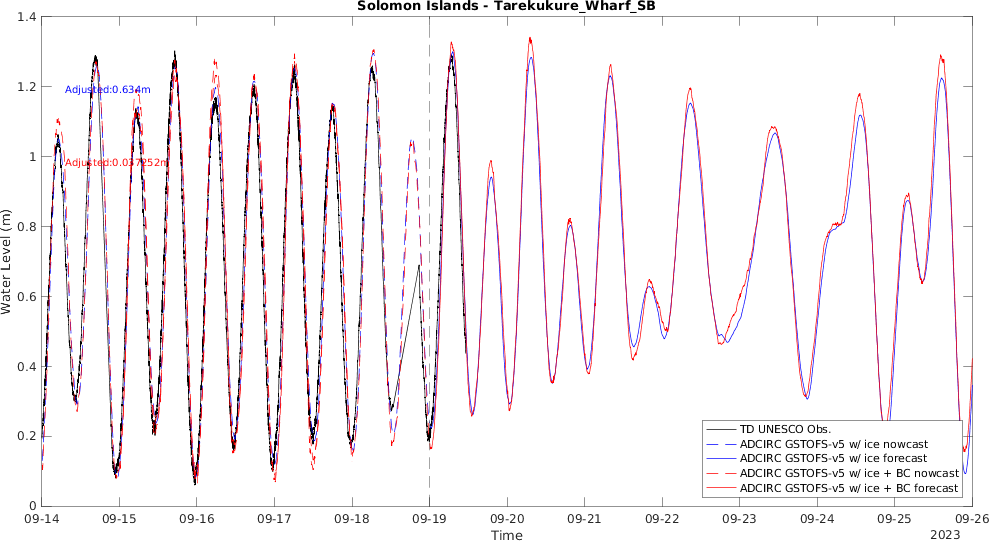 Solomon Islands - Tarekukure_Wharf_SB
1.4
1.2
1
0.8
0.6
0.4
0.2
0
Water Level (m)
Adjusted:0.634m
Adjusted:0.037252m
TD UNESCO Obs.
ADCIRC GSTOFS-v5 w/ ice nowcast
ADCIRC GSTOFS-v5 w/ ice forecast
ADCIRC GSTOFS-v5 w/ ice + BC nowcast
ADCIRC GSTOFS-v5 w/ ice + BC forecast
09-14 09-15 09-16 09-17 09-18 09-19 09-20 09-21 09-22 09-23 09-24 09-25 09-26
Time
2023